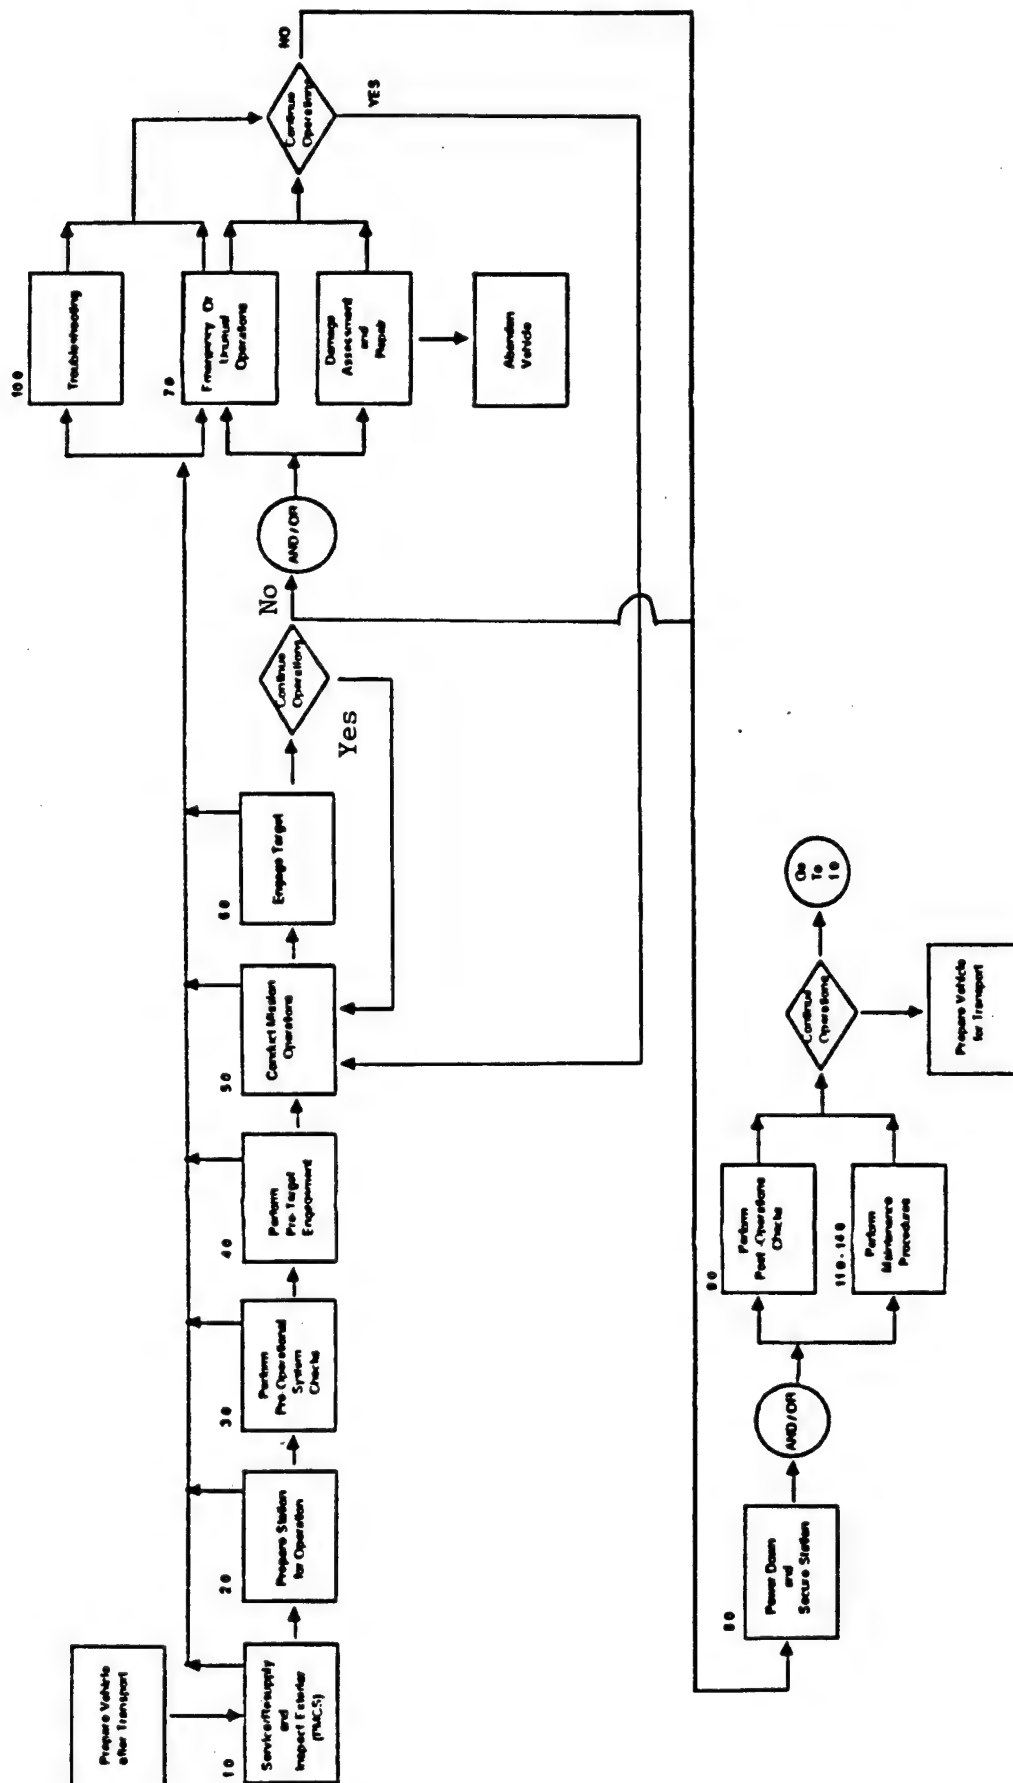 Prepare Vehicle
after Transport
10
Service/Resupply
and
Inspect Exterior
(PMCS)
20
Prepare Station
for Operation
30
Perform
Pre-Operational
System
Checks
40
Perform
Pre-Target
Engagement
50
Conduct Mission
Operations
60
Engage Target
Continue
Operations
Yes
No
AND/OR
100
Troubleshooting
70
Emergency Or
Unusual
Operations
Damage
Assessment
and
Repair
Abandon
Vehicle
Continue
Operations
NO
YES
80
Power Down
and
Secure Station
AND/OR
90
Perform
Post-Operations
Checks
Perform
Maintenance
Procedures
Continue
Operations
Go
To
10
Prepare Vehicle
for Transport